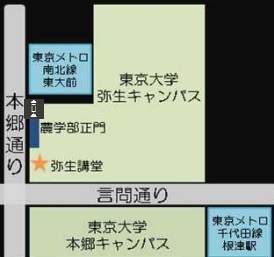 東京メトロ
南北線
東大前
東京大学
弥生キャンパス
本郷通り
農学部正門
弥生講堂
言問通り
東京大学
本郷キャンパス
東京メトロ
千代田線
根津駅